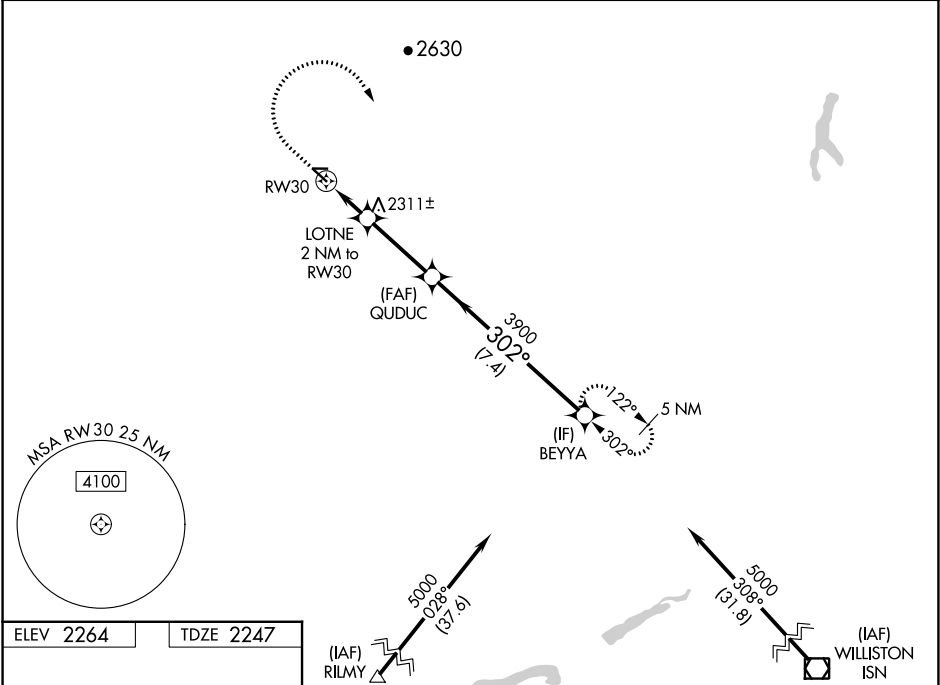 2630
RW30
2311±
LOTNE
2 NM to
RW30
(FAF)
QUDUC
3900
302°
(7.4)
122°
302°
5 NM
(IF)
BEYYA
MSA RW30 25 NM
4100
5000
028°
(37.6)
5000
308°
(31.8)
ELEV 2264
TDZE 2247
(IAF)
RILMY
(IAF)
WILLISTON
ISN